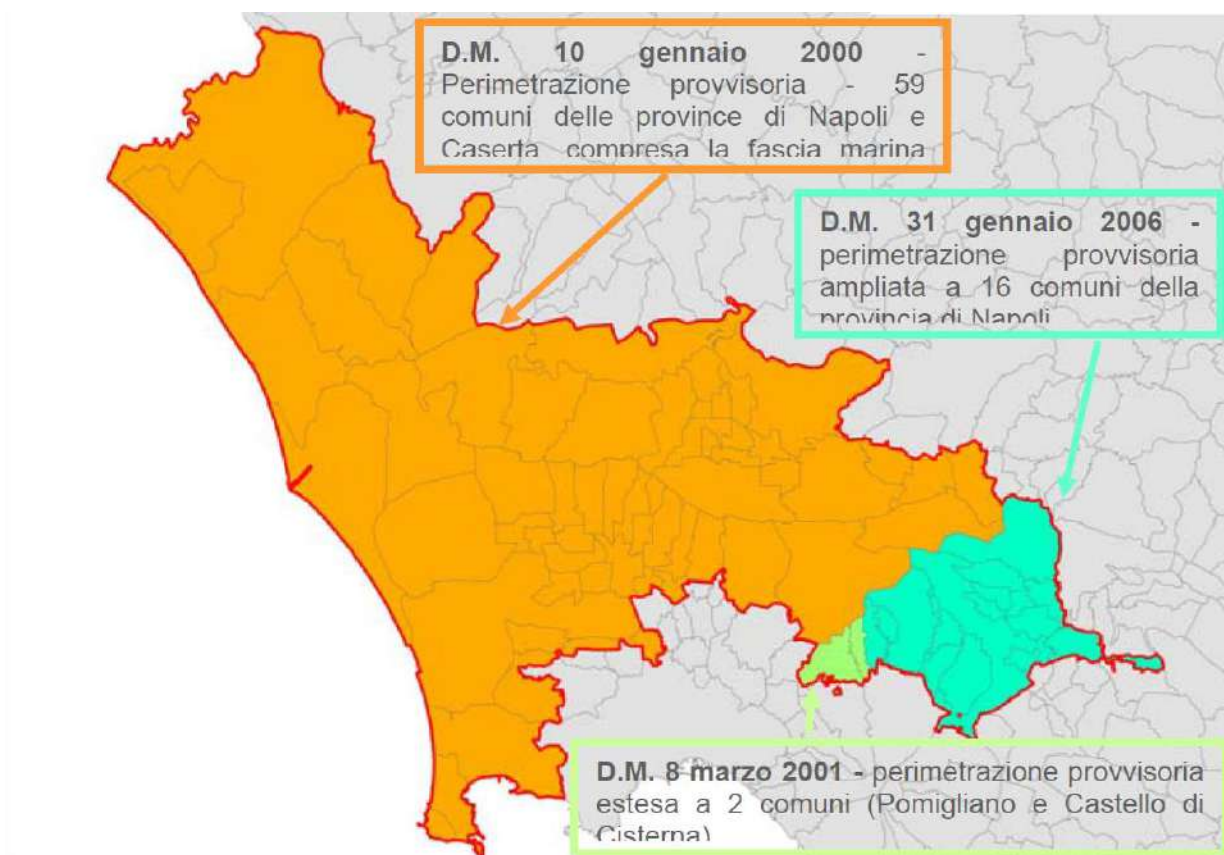 D.M. 10 gennaio 2000 -
Perimetrazione provvisoria - 59
comuni delle province di Napoli e
Caserta compresa la fascia marina
D.M. 31 gennaio 2006 -
perimetrazione provvisoria
ampliata a 16 comuni della
provincia di Napoli
D.M. 8 marzo 2001 - perimetrazione provvisoria
estesa a 2 comuni (Pomigliano e Castello di
Cisterna)